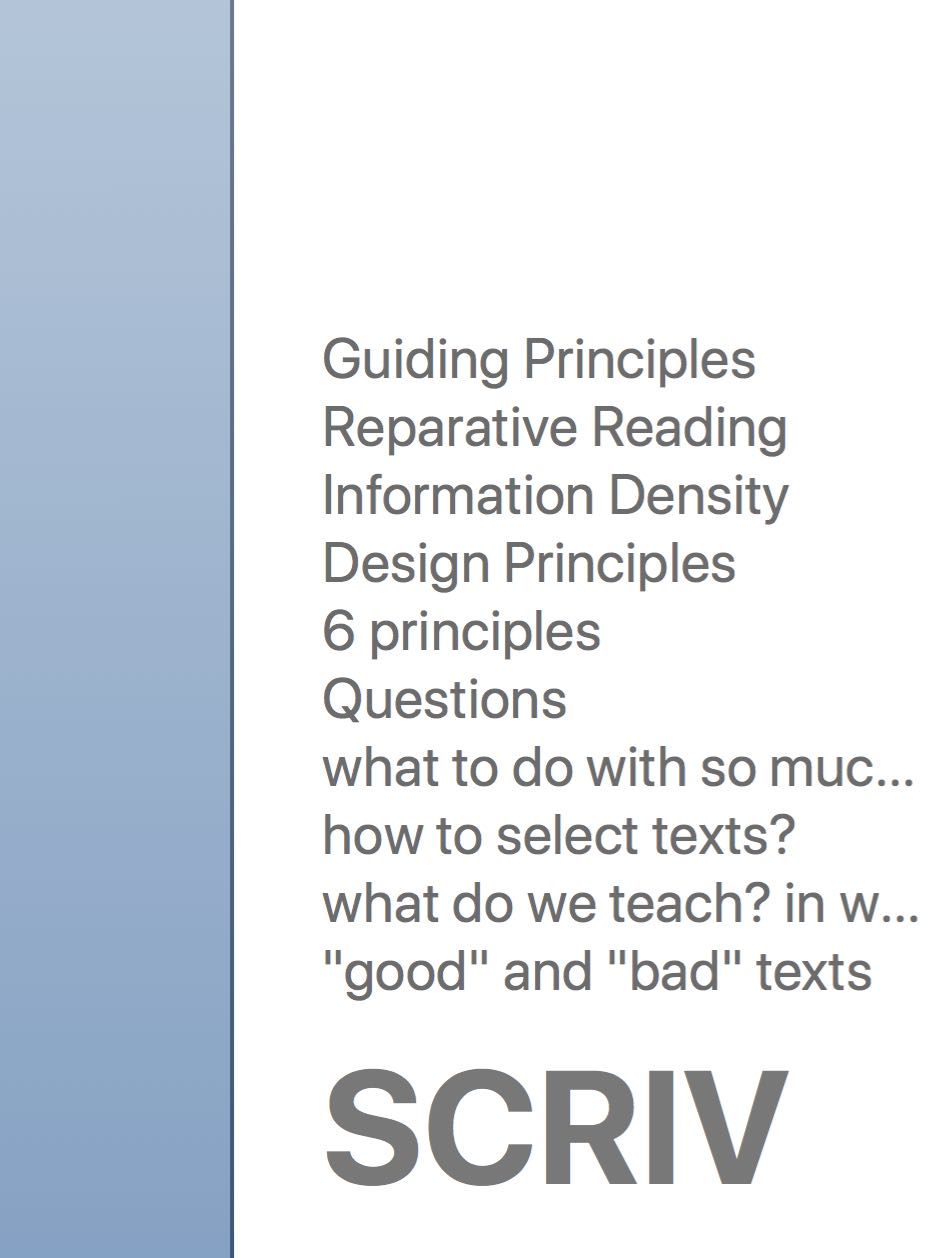 Guiding Principles
Reparative Reading
Information Density
Design Principles
6 principles
Questions
what to do with so muc...
how to select texts?
what do we teach? in w...
"good" and "bad" texts
SCRIV